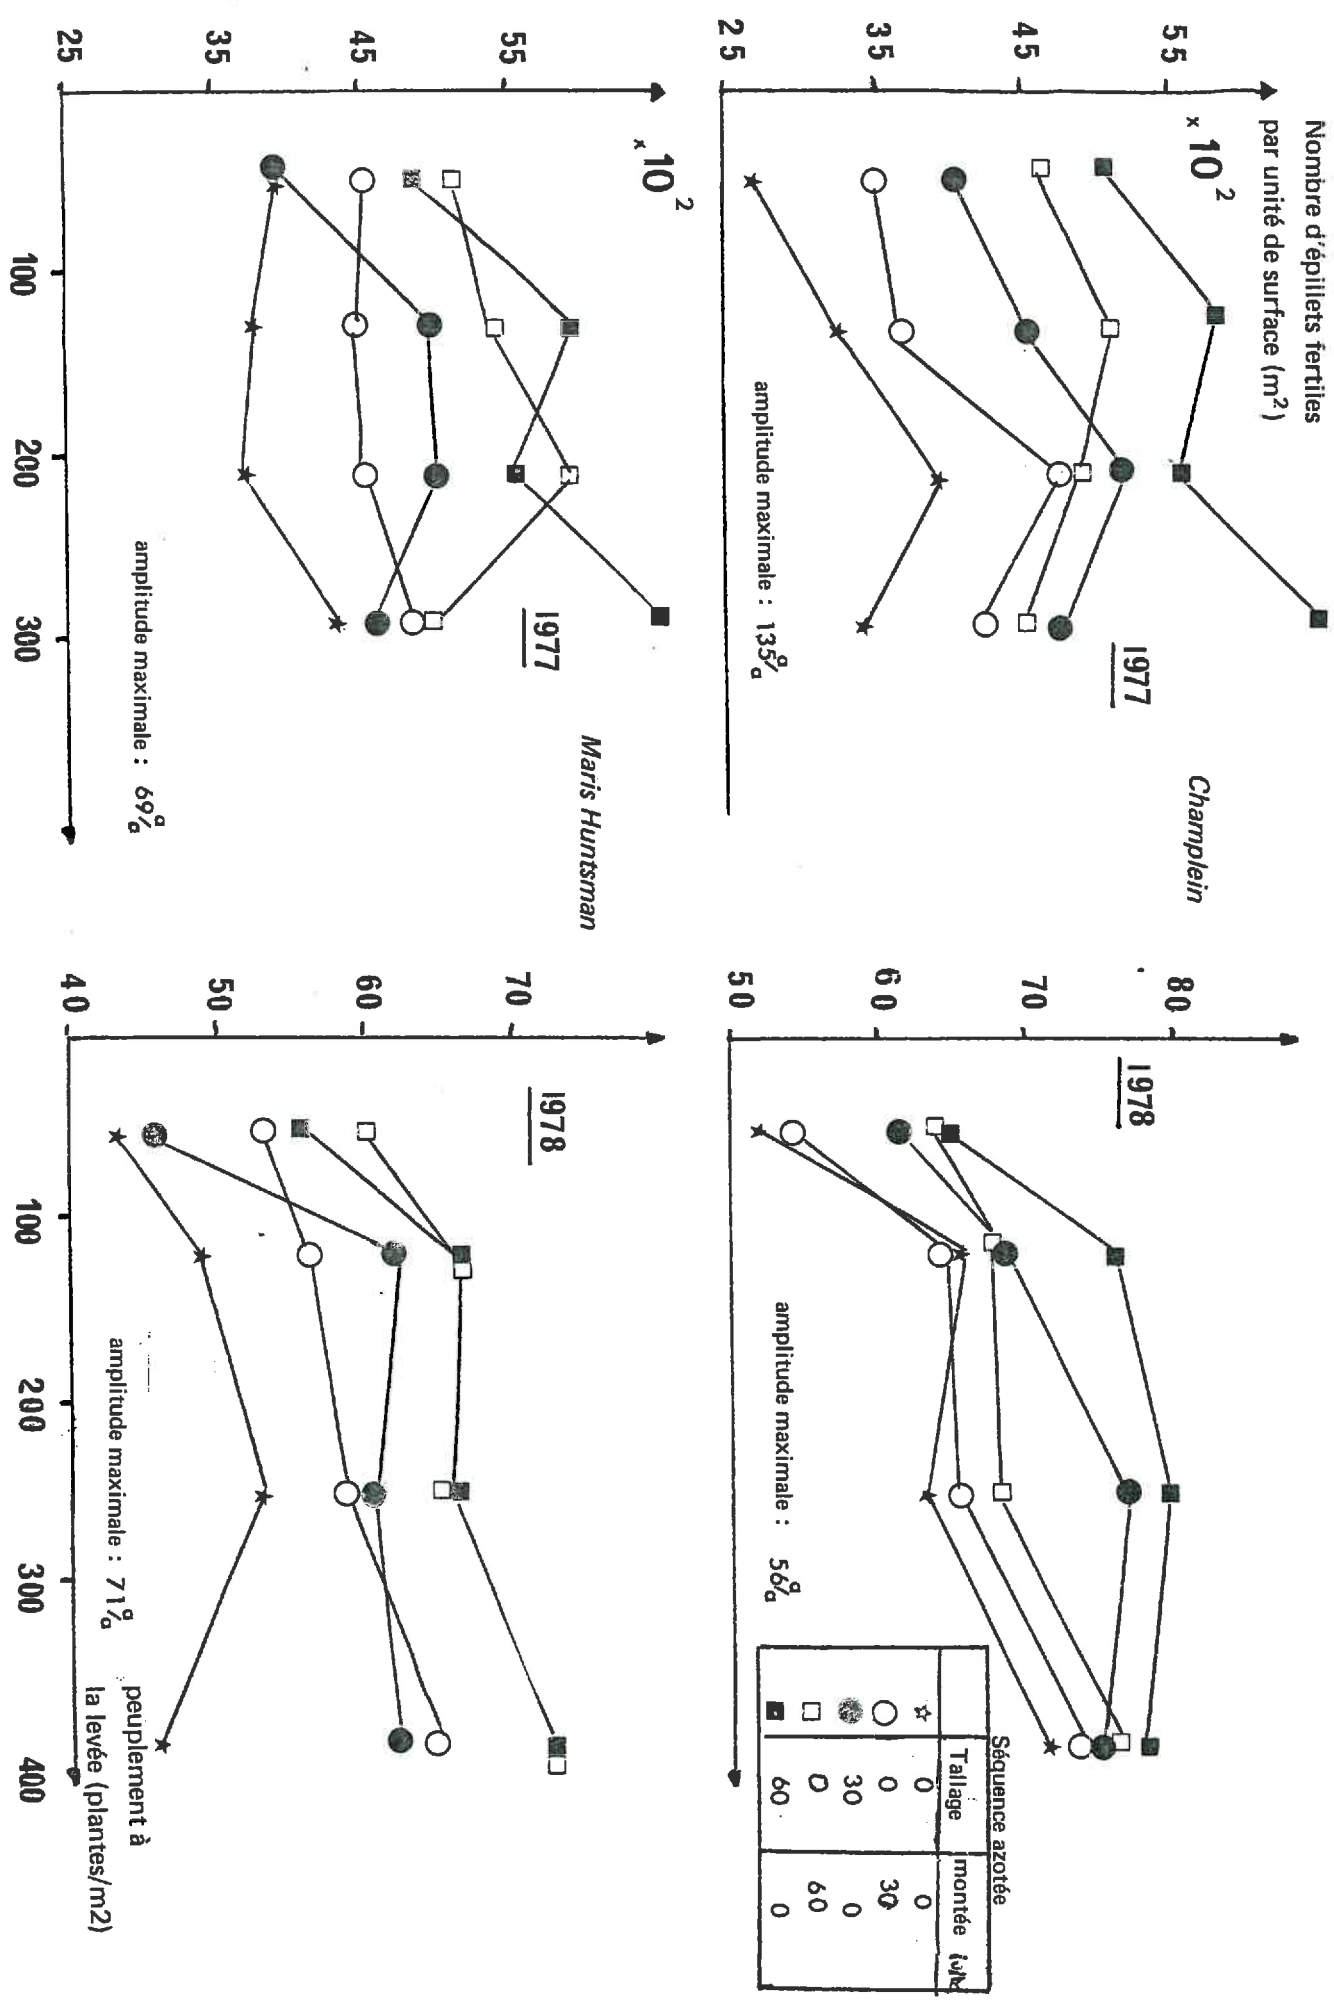 Nombre d'épillets fertiles
par unité de surface (m²)
x 10²
55
45
35
25
1977
Champlein
amplitude maximale : 135%
80
70
60
50
1978
amplitude maximale : 56%
Séquence azotée
Tallage montée
☆ 0 0
○ 0 30
● 30 0
□ 0 60
■ 60 0
x 10²
55
45
35
25
1977
Maris Huntsman
amplitude maximale : 69%
100 200 300
70
60
50
40
1978
amplitude maximale : 71%
100 200 300 400
peuplement à
la levée (plantes/m2)